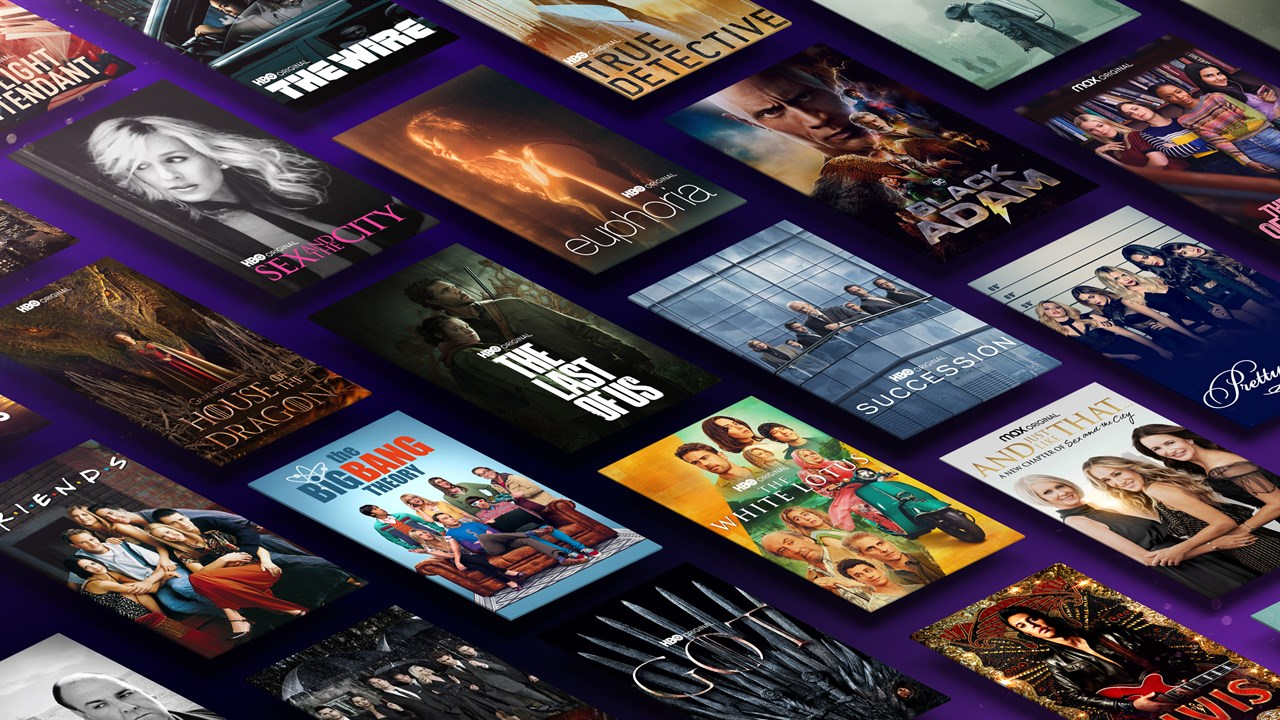 LIGHT
TENDANT
HBO ORIGINAL
THE WIRE
HBO ORIGINAL
TRUE
DETECTIVE
max ORIGINAL
HBO ORIGINAL
SEX AND THE CITY
HBO ORIGINAL
euphoria
DC
BLACK
ADAM
HBO ORIGINAL
HOUSE OF THE
DRAGON
HBO ORIGINAL
THE
LAST
OF US
HBO ORIGINAL
SUCCESSION
Pretty
RIENDS
the
BIG BANG
THEORY
HBO ORIGINAL
THE
WHITE LOTUS
max ORIGINAL
AND JUST LIKE THAT
A NEW CHAPTER OF Sex and the City
HBO ORIGINAL
GOT
VIS